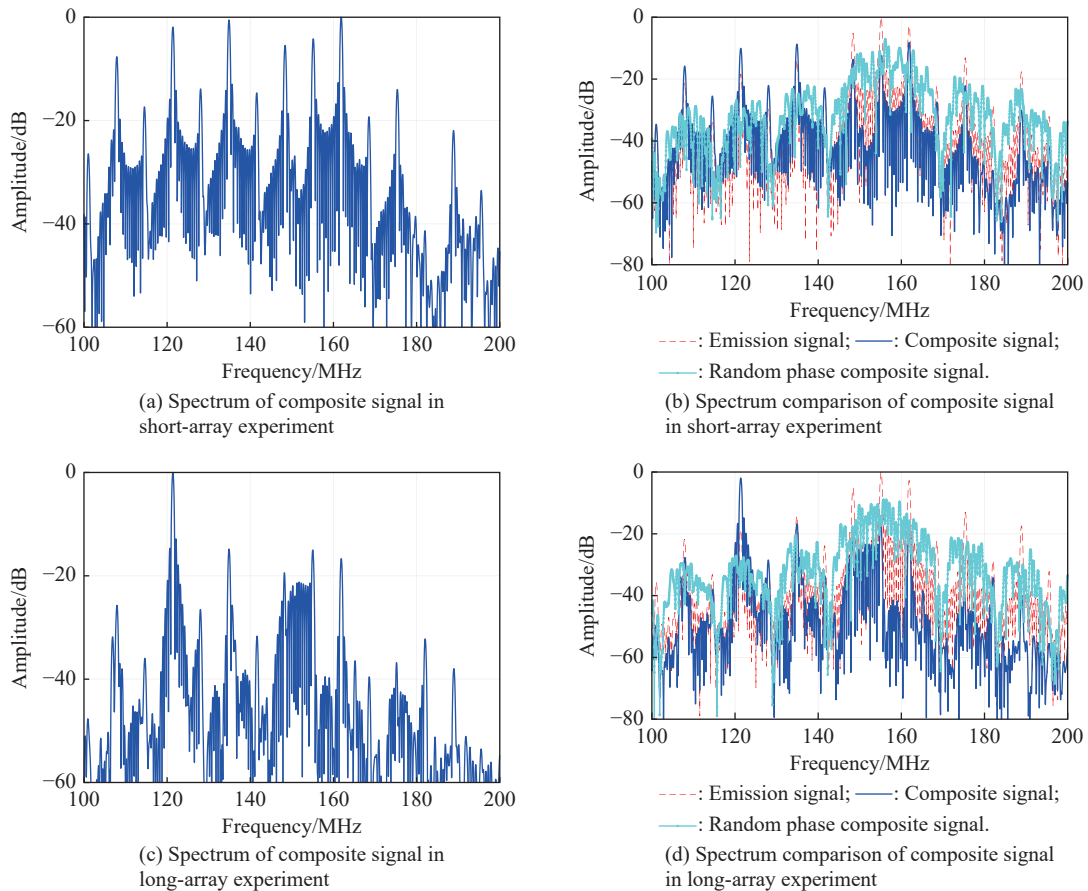 0
−20
−40
−60
Amplitude/dB
100 120 140 160 180 200
Frequency/MHz
(a) Spectrum of composite signal in
short-array experiment
0
−20
−40
−60
−80
Amplitude/dB
100 120 140 160 180 200
Frequency/MHz
: Emission signal; : Composite signal;
: Random phase composite signal.
(b) Spectrum comparison of composite signal
in short-array experiment
0
−20
−40
−60
Amplitude/dB
100 120 140 160 180 200
Frequency/MHz
(c) Spectrum of composite signal in
long-array experiment
0
−20
−40
−60
−80
Amplitude/dB
100 120 140 160 180 200
Frequency/MHz
: Emission signal; : Composite signal;
: Random phase composite signal.
(d) Spectrum comparison of composite signal
in long-array experiment